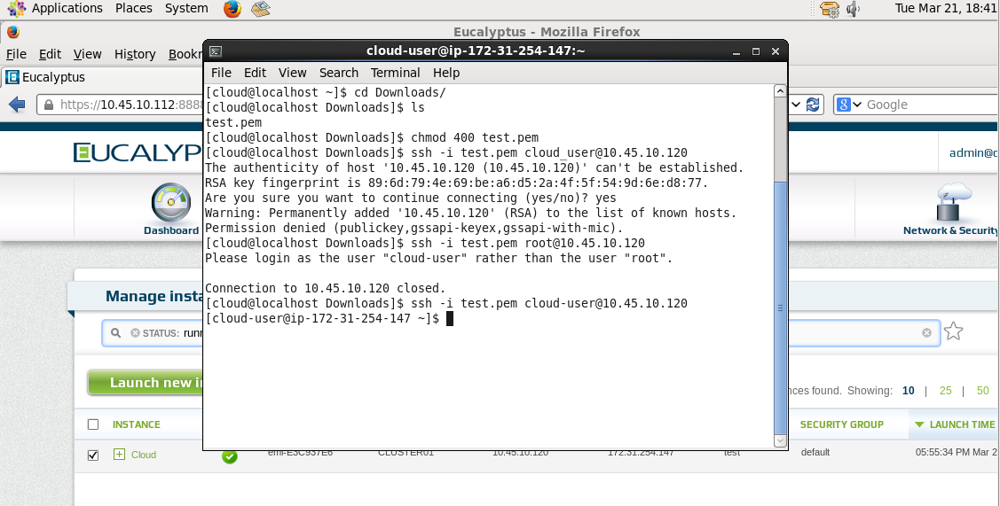 Applications Places System Tue Mar 21, 18:41
Eucalyptus - Mozilla Firefox
File Edit View History
Eucalyptus
https://10.45.10.112:8888
Google
cloud-user@ip-172-31-254-147:~
File Edit View Search Terminal Help
[cloud@localhost ~]$ cd Downloads/
[cloud@localhost Downloads]$ ls
test.pem
[cloud@localhost Downloads]$ chmod 400 test.pem
[cloud@localhost Downloads]$ ssh -i test.pem cloud_user@10.45.10.120
The authenticity of host '10.45.10.120 (10.45.10.120)' can't be established.
RSA key fingerprint is 89:6d:79:4e:69:be:a6:d5:2a:4f:5f:54:9d:6e:d8:77.
Are you sure you want to continue connecting (yes/no)? yes
Warning: Permanently added '10.45.10.120' (RSA) to the list of known hosts.
Permission denied (publickey,gssapi-keyex,gssapi-with-mic).
[cloud@localhost Downloads]$ ssh -i test.pem root@10.45.10.120
Please login as the user "cloud-user" rather than the user "root".
Connection to 10.45.10.120 closed.
[cloud@localhost Downloads]$ ssh -i test.pem cloud-user@10.45.10.120
[cloud-user@ip-172-31-254-147 ~]$
EUCALYP
admin@
Dashboard
Network & Security
Manage insta
STATUS: runn
Launch new in
nces found. Showing: 10 | 25 | 50
INSTANCE SECURITY GROUP LAUNCH TIME
Cloud emi-E3C937E6 CLUSTER01 10.45.10.120 172.31.254.147 test default 05:55:34 PM Mar 2